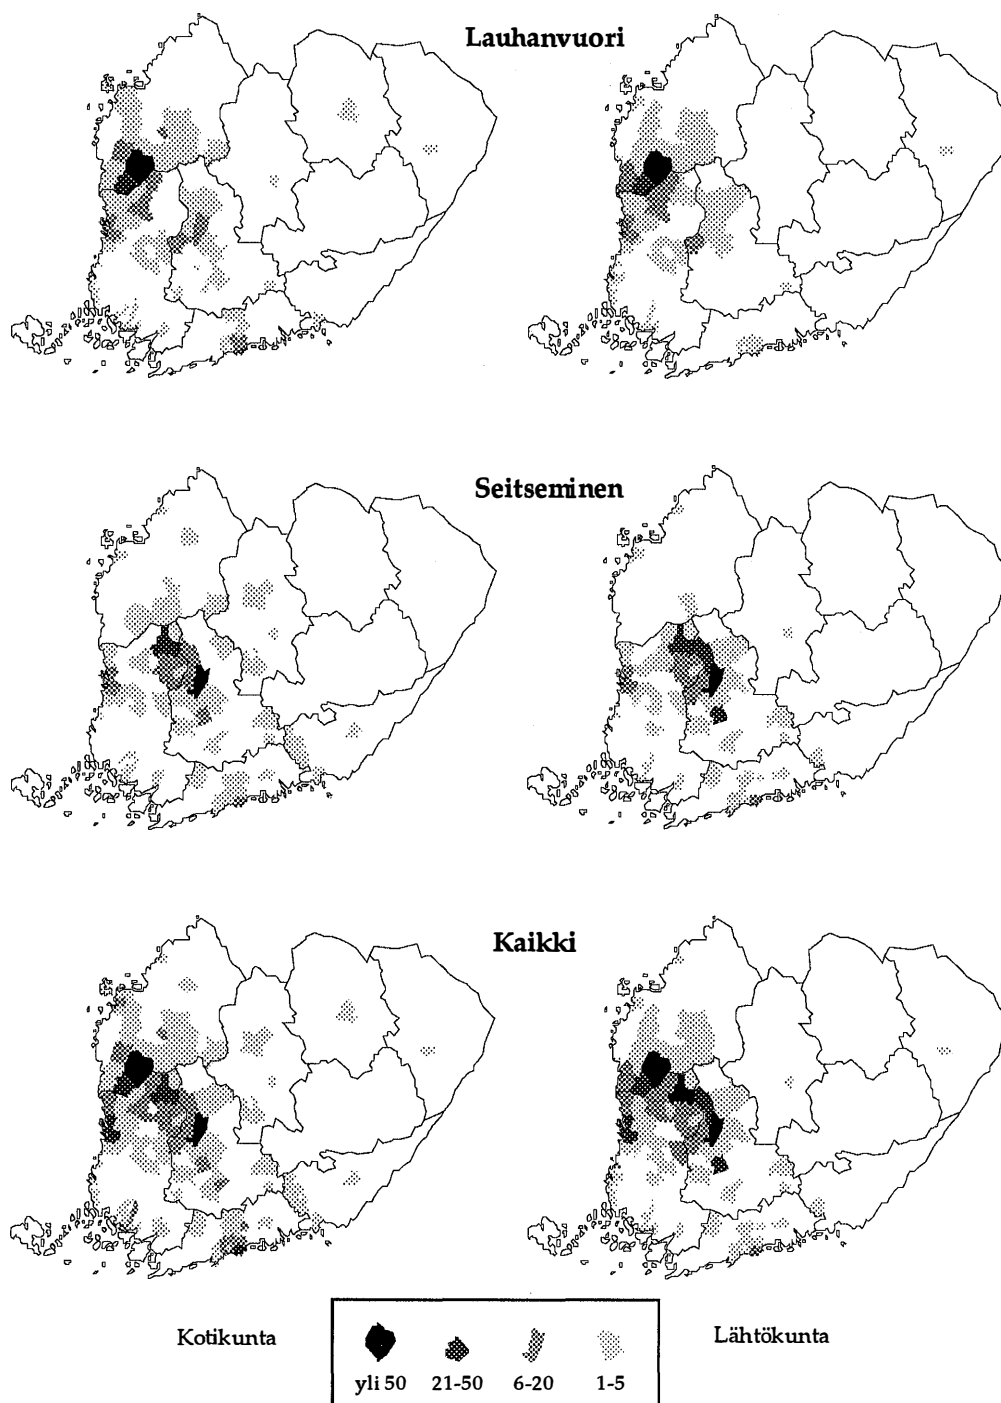 Lauhanvuori
Seitseminen
Kaikki
Kotikunta
Lähtökunta
yli 50 21-50 6-20 1-5